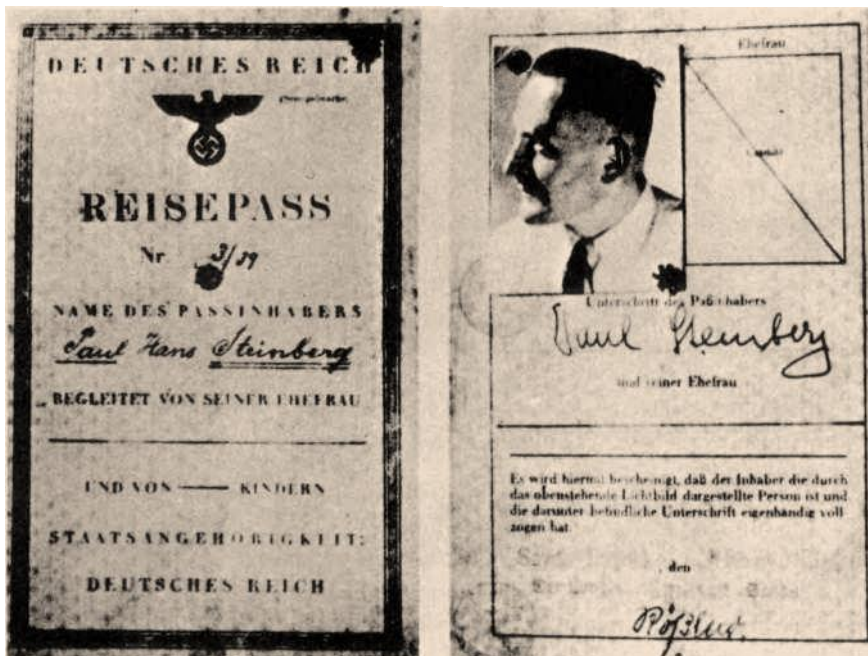 DEUTSCHES REICH
REISEPASS
Nr 3/39
NAME DES PASSINHABERS
Paul Hans Steinberg
BEGLEITET VON SEINER EHEFRAU
UND VON — KINDERN
STAATSANGEHÖRIGKEIT:
DEUTSCHES REICH
Ehefrau
Unterschrift des Paßinhabers
Paul Steinberg
und seiner Ehefrau
Es wird hiermit bescheinigt, daß der Inhaber die durch
das obenstehende Lichtbild dargestellte Person ist und
die darunter befindliche Unterschrift eigenhändig voll
zogen hat.
den